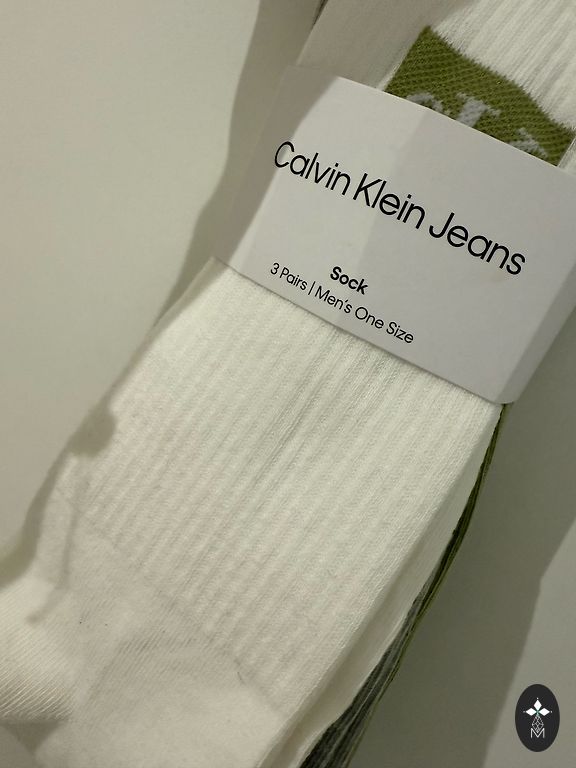 Calvin Klein Jeans
Sock
3 Pairs | Men's One Size